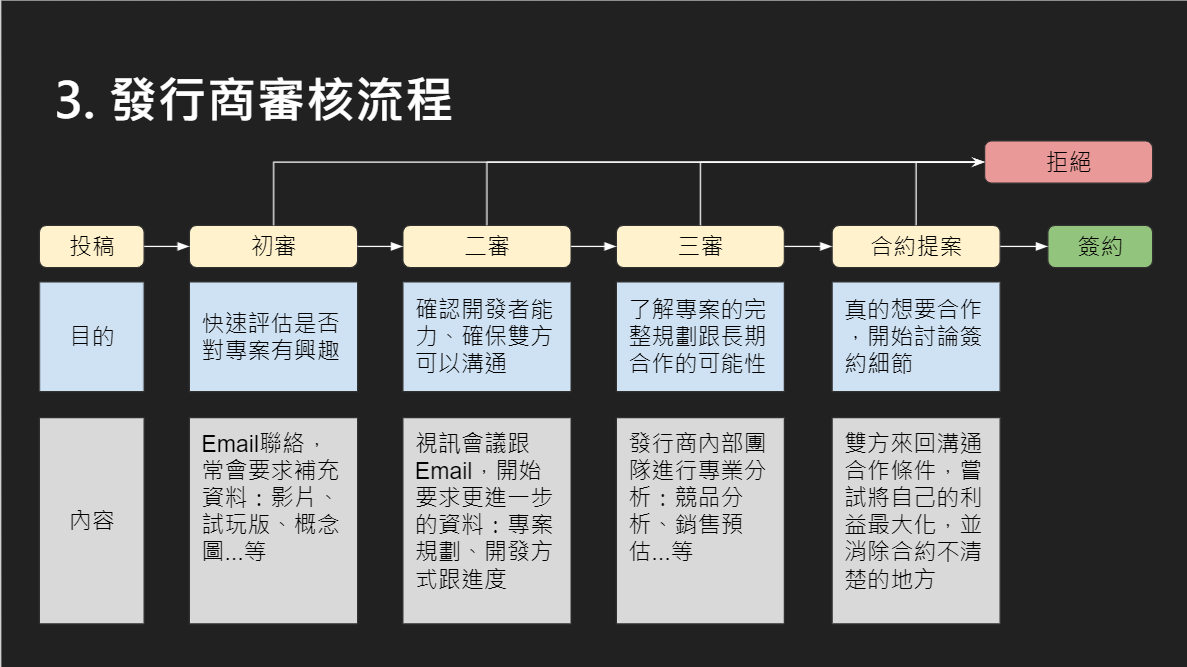 3. 發行商審核流程
拒絕
投稿
初審
二審
三審
合約提案
簽約
目的
快速評估是否
對專案有興趣
確認開發者能
力、確保雙方
可以溝通
了解專案的完
整規劃跟長期
合作的可能性
真的想要合作
，開始討論簽
約細節
內容
Email聯絡，
常會要求補充
資料：影片、
試玩版、概念
圖...等
視訊會議跟
Email，開始
要求更進一步
的資料：專案
規劃、開發方
式跟進度
發行商內部團
隊進行專業分
析：競品分
析、銷售預
估...等
雙方來回溝通
合作條件，嘗
試將自己的利
益最大化，並
消除合約不清
楚的地方